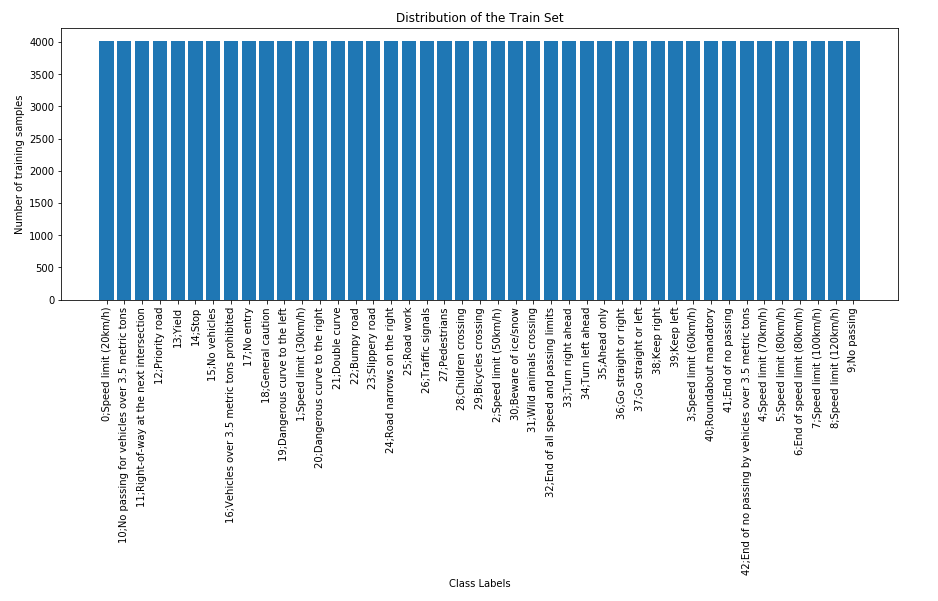 Distribution of the Train Set
Number of training samples
4000
3500
3000
2500
2000
1500
1000
500
0
0;Speed limit (20km/h)
10;No passing for vehicles over 3.5 metric tons
11;Right-of-way at the next intersection
12;Priority road
13;Yield
14;Stop
15;No vehicles
16;Vehicles over 3.5 metric tons prohibited
17;No entry
18;General caution
19;Dangerous curve to the left
1;Speed limit (30km/h)
20;Dangerous curve to the right
21;Double curve
22;Bumpy road
23;Slippery road
24;Road narrows on the right
25;Road work
26;Traffic signals
27;Pedestrians
28;Children crossing
29;Bicycles crossing
2;Speed limit (50km/h)
30;Beware of ice/snow
31;Wild animals crossing
32;End of all speed and passing limits
33;Turn right ahead
34;Turn left ahead
35;Ahead only
36;Go straight or right
37;Go straight or left
38;Keep right
39;Keep left
3;Speed limit (60km/h)
40;Roundabout mandatory
41;End of no passing
42;End of no passing by vehicles over 3.5 metric tons
4;Speed limit (70km/h)
5;Speed limit (80km/h)
6;End of speed limit (80km/h)
7;Speed limit (100km/h)
8;Speed limit (120km/h)
9;No passing
Class Labels